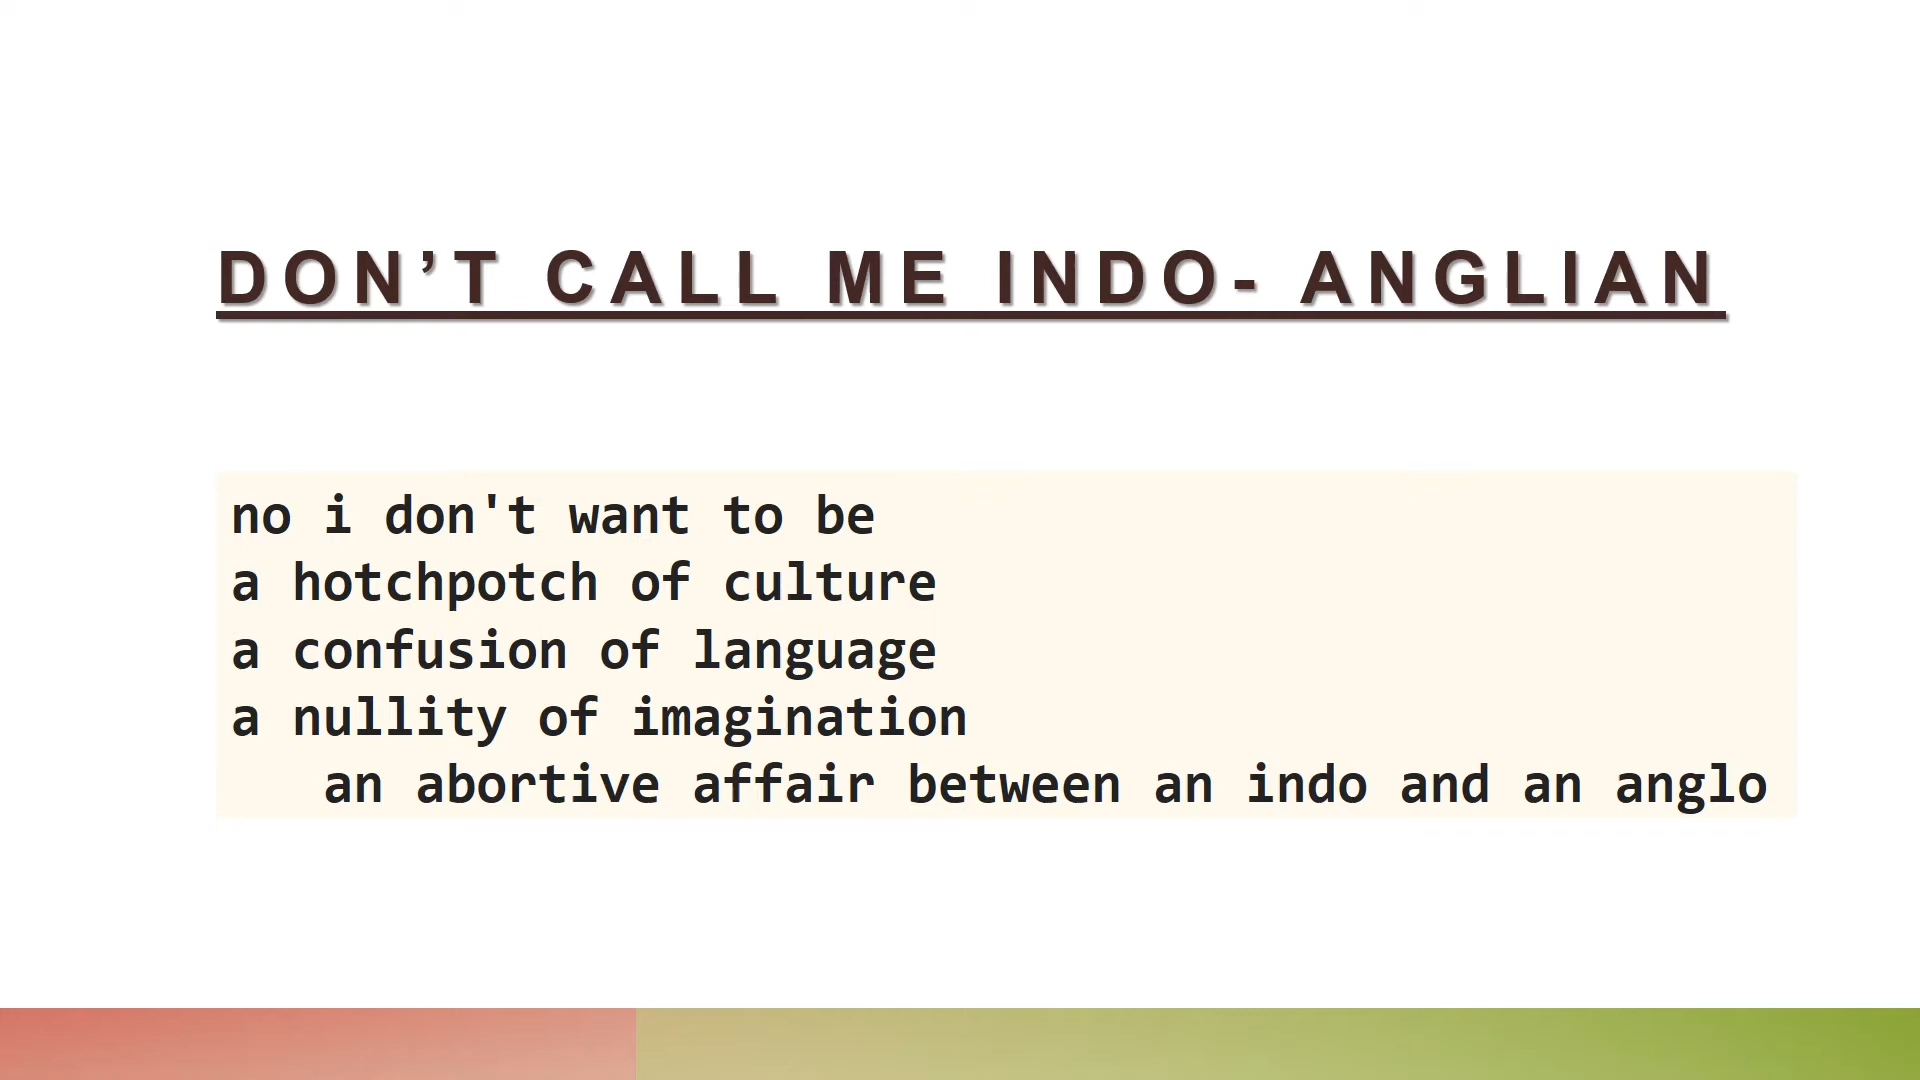 DON’T CALL ME INDO- ANGLIAN
no i don't want to be
a hotchpotch of culture
a confusion of language
a nullity of imagination
an abortive affair between an indo and an anglo